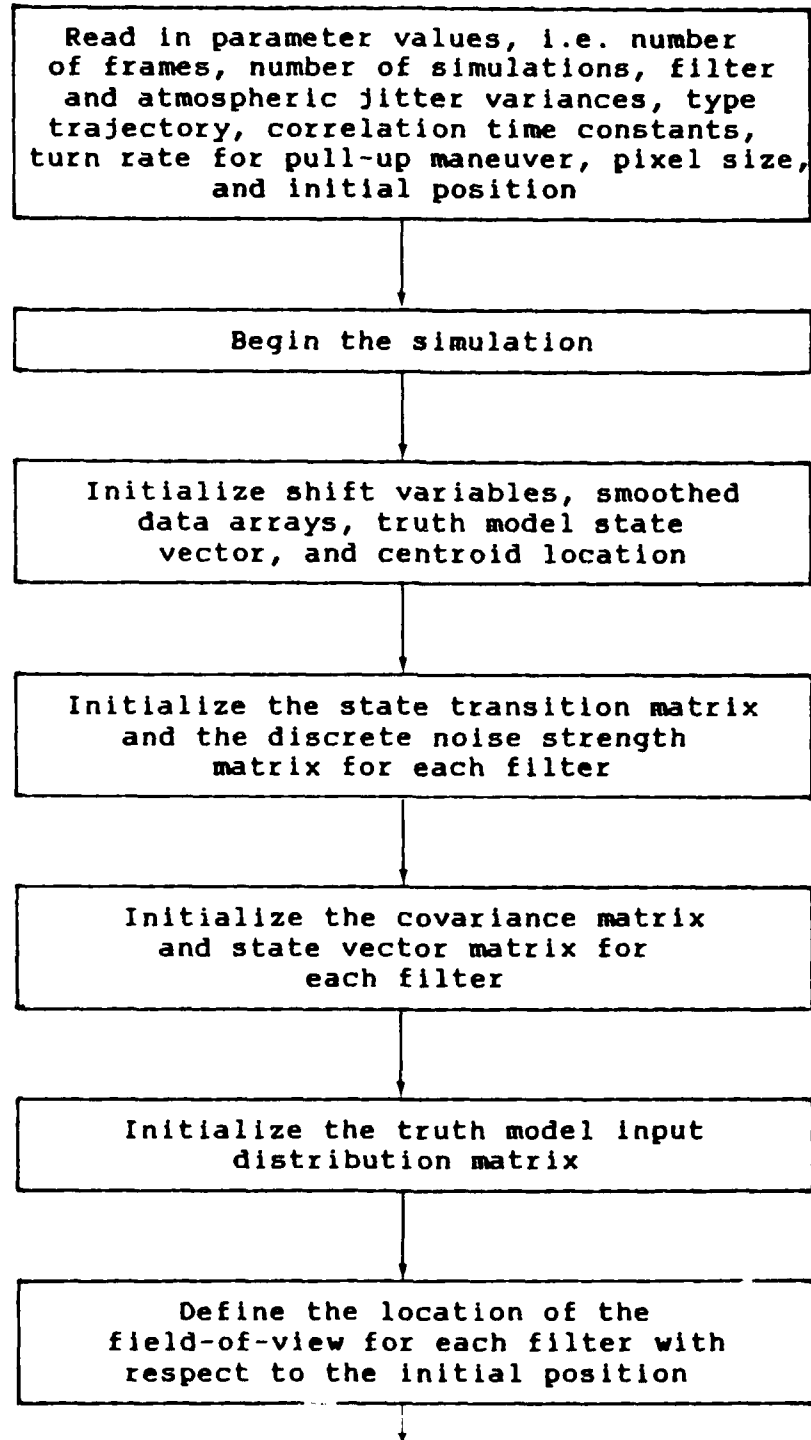 Read in parameter values, i.e. number
of frames, number of simulations, filter
and atmospheric jitter variances, type
trajectory, correlation time constants,
turn rate for pull-up maneuver, pixel size,
and initial position
Begin the simulation
Initialize shift variables, smoothed
data arrays, truth model state
vector, and centroid location
Initialize the state transition matrix
and the discrete noise strength
matrix for each filter
Initialize the covariance matrix
and state vector matrix for
each filter
Initialize the truth model input
distribution matrix
Define the location of the
field-of-view for each filter with
respect to the initial position